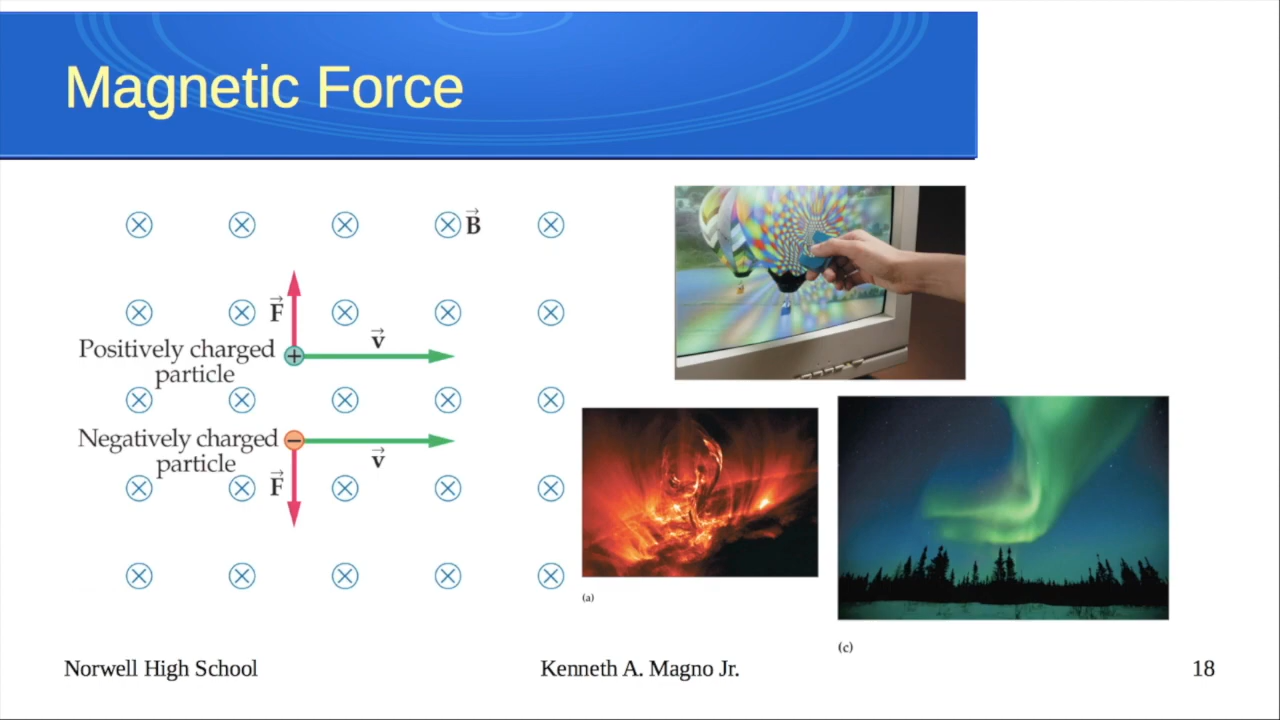 Magnetic Force
B
F
v
Positively charged
particle
+
Negatively charged
particle
−
v
F
(a)
(c)
Norwell High School
Kenneth A. Magno Jr.
18